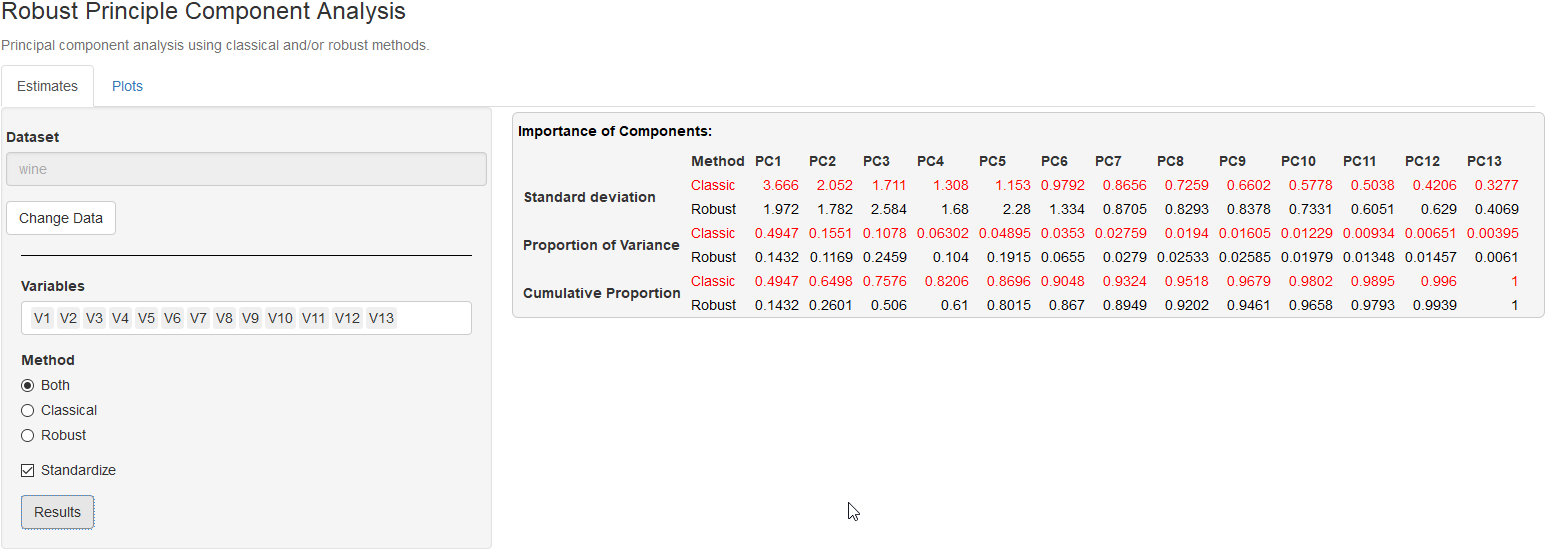 Robust Principle Component Analysis
Principal component analysis using classical and/or robust methods.
Estimates Plots
Dataset
wine
Change Data
Variables
V1 V2 V3 V4 V5 V6 V7 V8 V9 V10 V11 V12 V13
Method
Both
Classical
Robust
Standardize
Results
Importance of Components:
Method PC1 PC2 PC3 PC4 PC5 PC6 PC7 PC8 PC9 PC10 PC11 PC12 PC13
Standard deviation
Classic 3.666 2.052 1.711 1.308 1.153 0.9792 0.8656 0.7259 0.6602 0.5778 0.5038 0.4206 0.3277
Robust 1.972 1.782 2.584 1.68 2.28 1.334 0.8705 0.8293 0.8378 0.7331 0.6051 0.629 0.4069
Proportion of Variance
Classic 0.4947 0.1551 0.1078 0.06302 0.04895 0.0353 0.02759 0.0194 0.01605 0.01229 0.00934 0.00651 0.00395
Robust 0.1432 0.1169 0.2459 0.104 0.1915 0.0655 0.0279 0.02533 0.02585 0.01979 0.01348 0.01457 0.0061
Cumulative Proportion
Classic 0.4947 0.6498 0.7576 0.8206 0.8696 0.9048 0.9324 0.9518 0.9679 0.9802 0.9895 0.996 1
Robust 0.1432 0.2601 0.506 0.61 0.8015 0.867 0.8949 0.9202 0.9461 0.9658 0.9793 0.9939 1